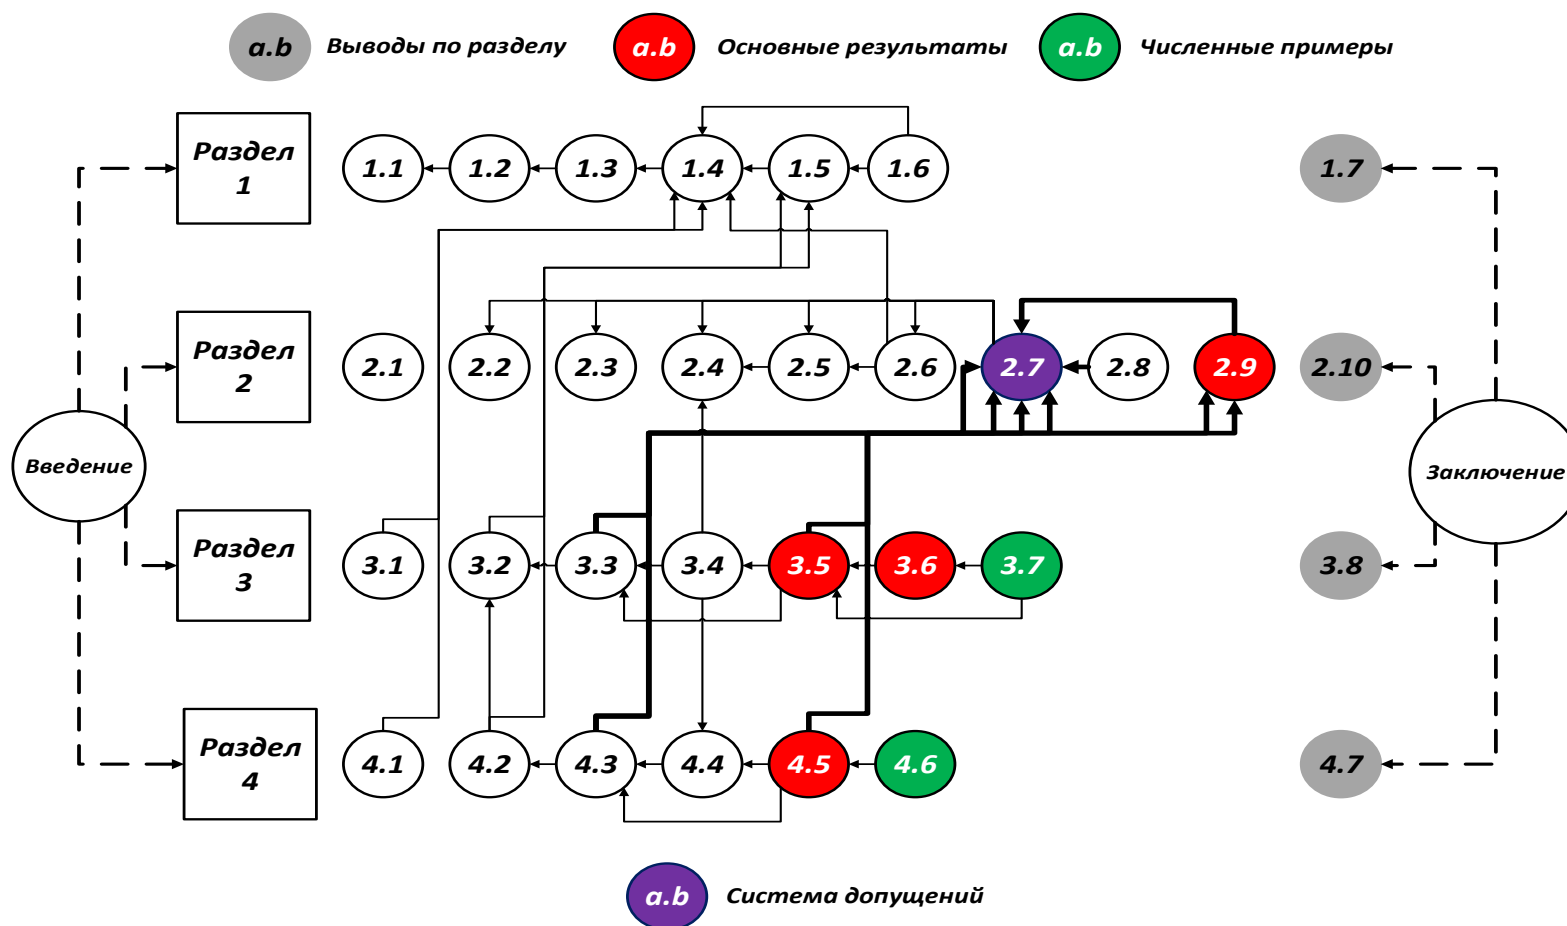 a.b Выводы по разделу a.b Основные результаты a.b Численные примеры
Раздел
1
1.1 1.2 1.3 1.4 1.5 1.6 1.7
Раздел
2
2.1 2.2 2.3 2.4 2.5 2.6 2.7 2.8 2.9 2.10
Введение
Заключение
Раздел
3
3.1 3.2 3.3 3.4 3.5 3.6 3.7 3.8
Раздел
4
4.1 4.2 4.3 4.4 4.5 4.6 4.7
a.b Система допущений